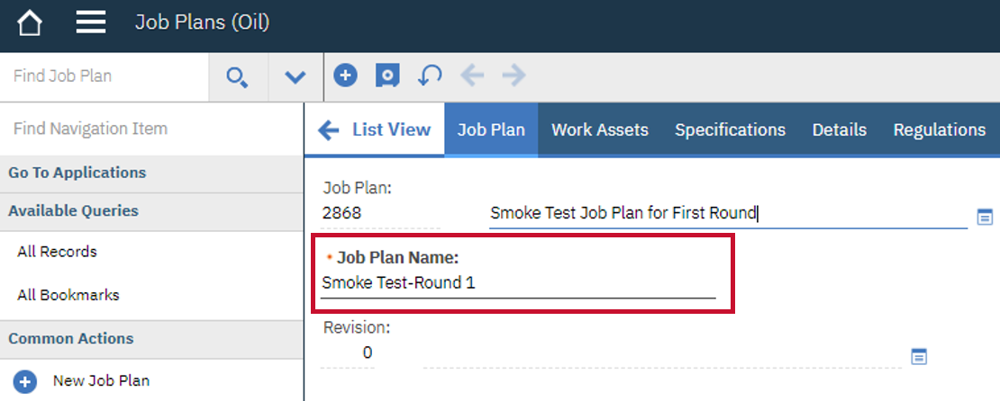 Job Plans (Oil)
Find Job Plan
Find Navigation Item
Go To Applications
Available Queries
All Records
All Bookmarks
Common Actions
New Job Plan
List View Job Plan Work Assets Specifications Details Regulations
Job Plan:
2868 Smoke Test Job Plan for First Round
* Job Plan Name:
Smoke Test-Round 1
Revision:
0